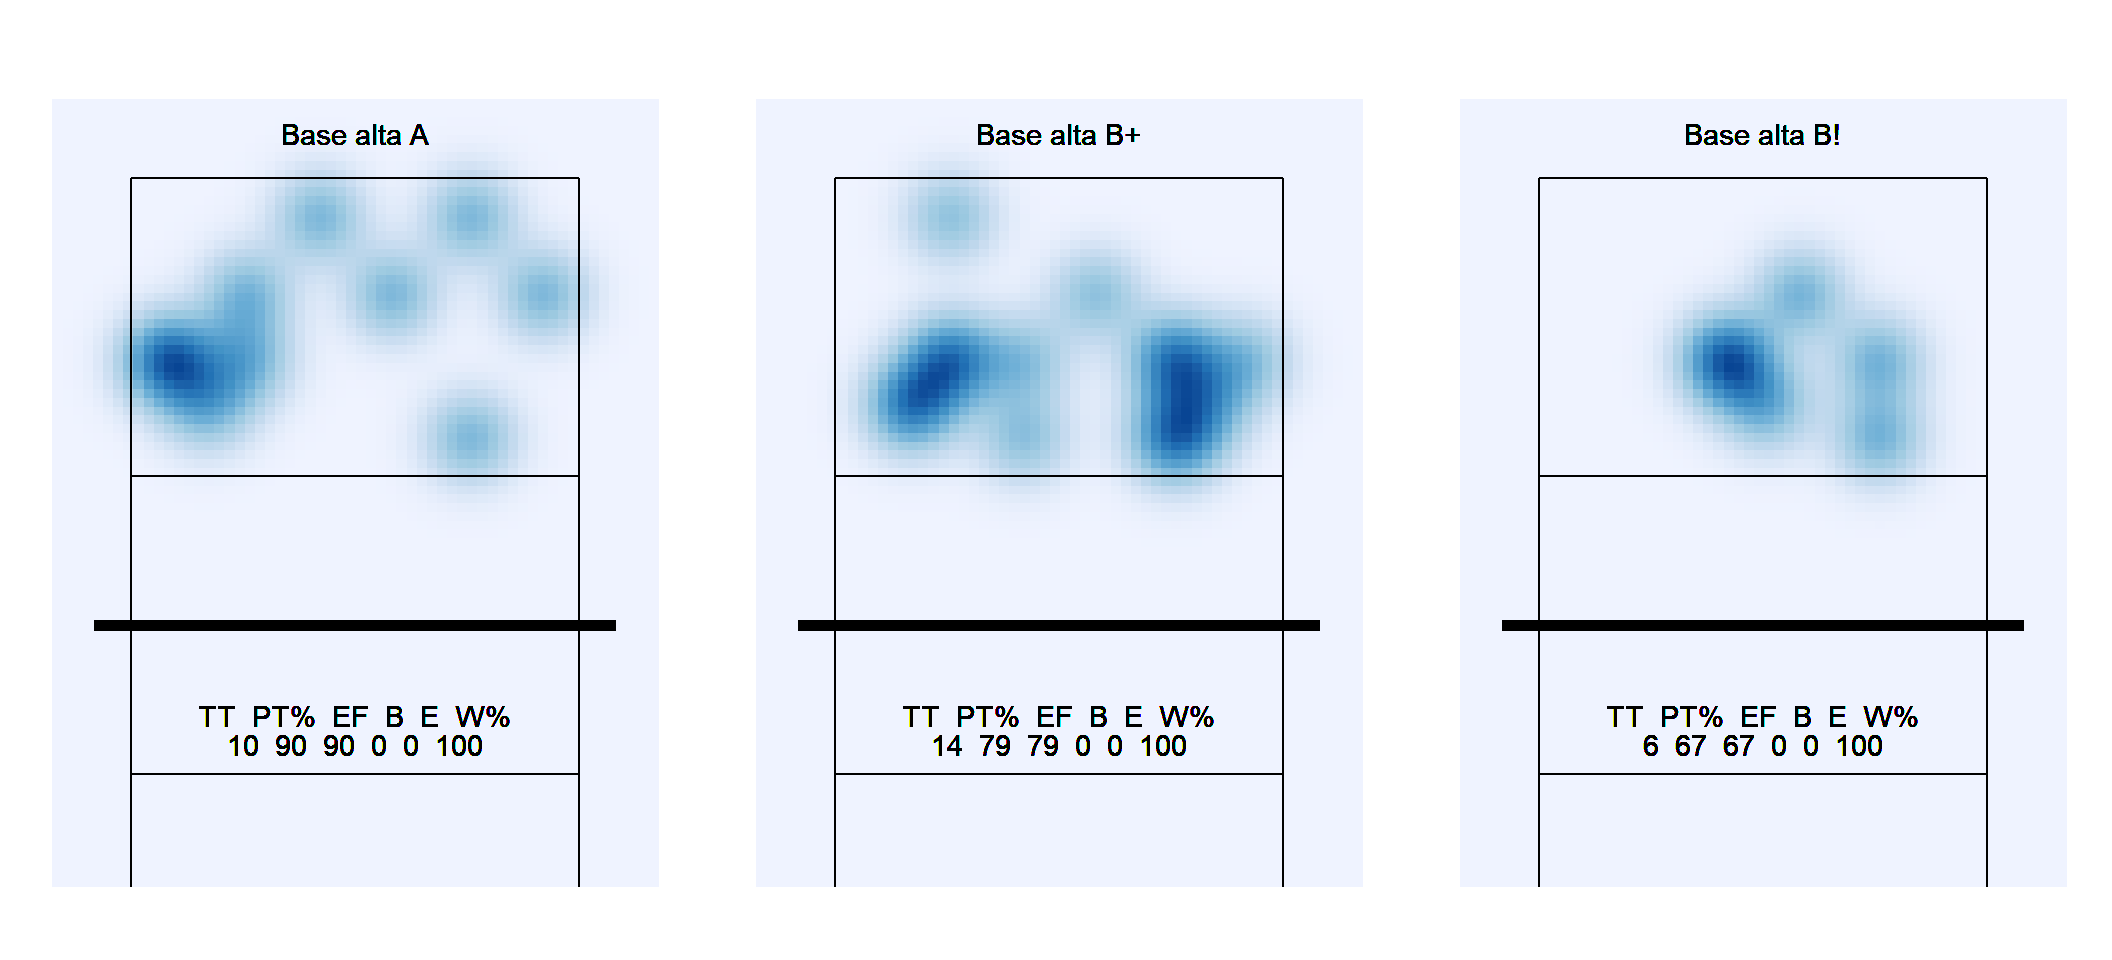 Base alta A
TT PT% EF B E W%
10 90 90 0 0 100
Base alta B+
TT PT% EF B E W%
14 79 79 0 0 100
Base alta B!
TT PT% EF B E W%
6 67 67 0 0 100